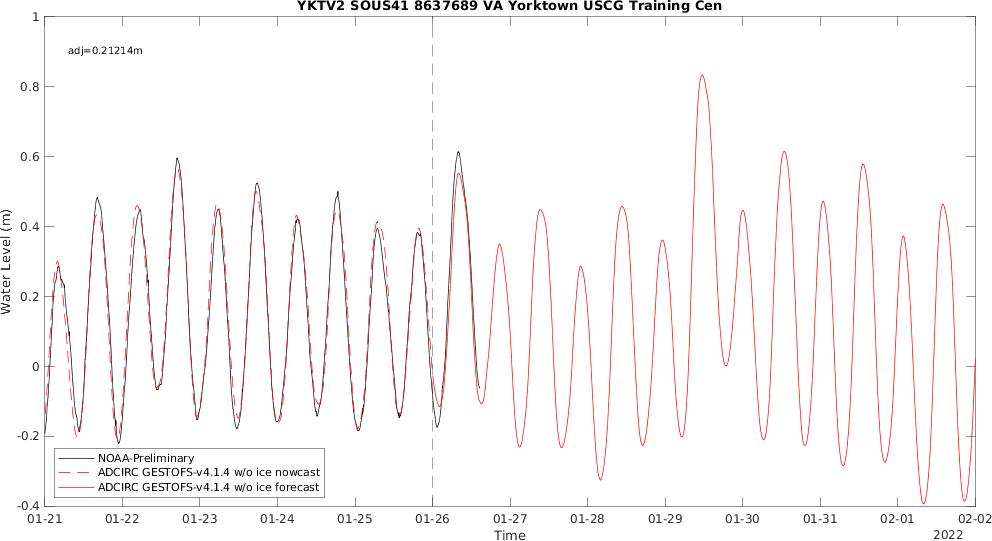 YKTV2 SOUS41 8637689 VA Yorktown USCG Training Cen
adj=0.21214m
Water Level (m)
1
0.8
0.6
0.4
0.2
0
-0.2
-0.4
NOAA-Preliminary
ADCIRC GESTOFS-v4.1.4 w/o ice nowcast
ADCIRC GESTOFS-v4.1.4 w/o ice forecast
01-21 01-22 01-23 01-24 01-25 01-26 01-27 01-28 01-29 01-30 01-31 02-01 02-02
Time
2022